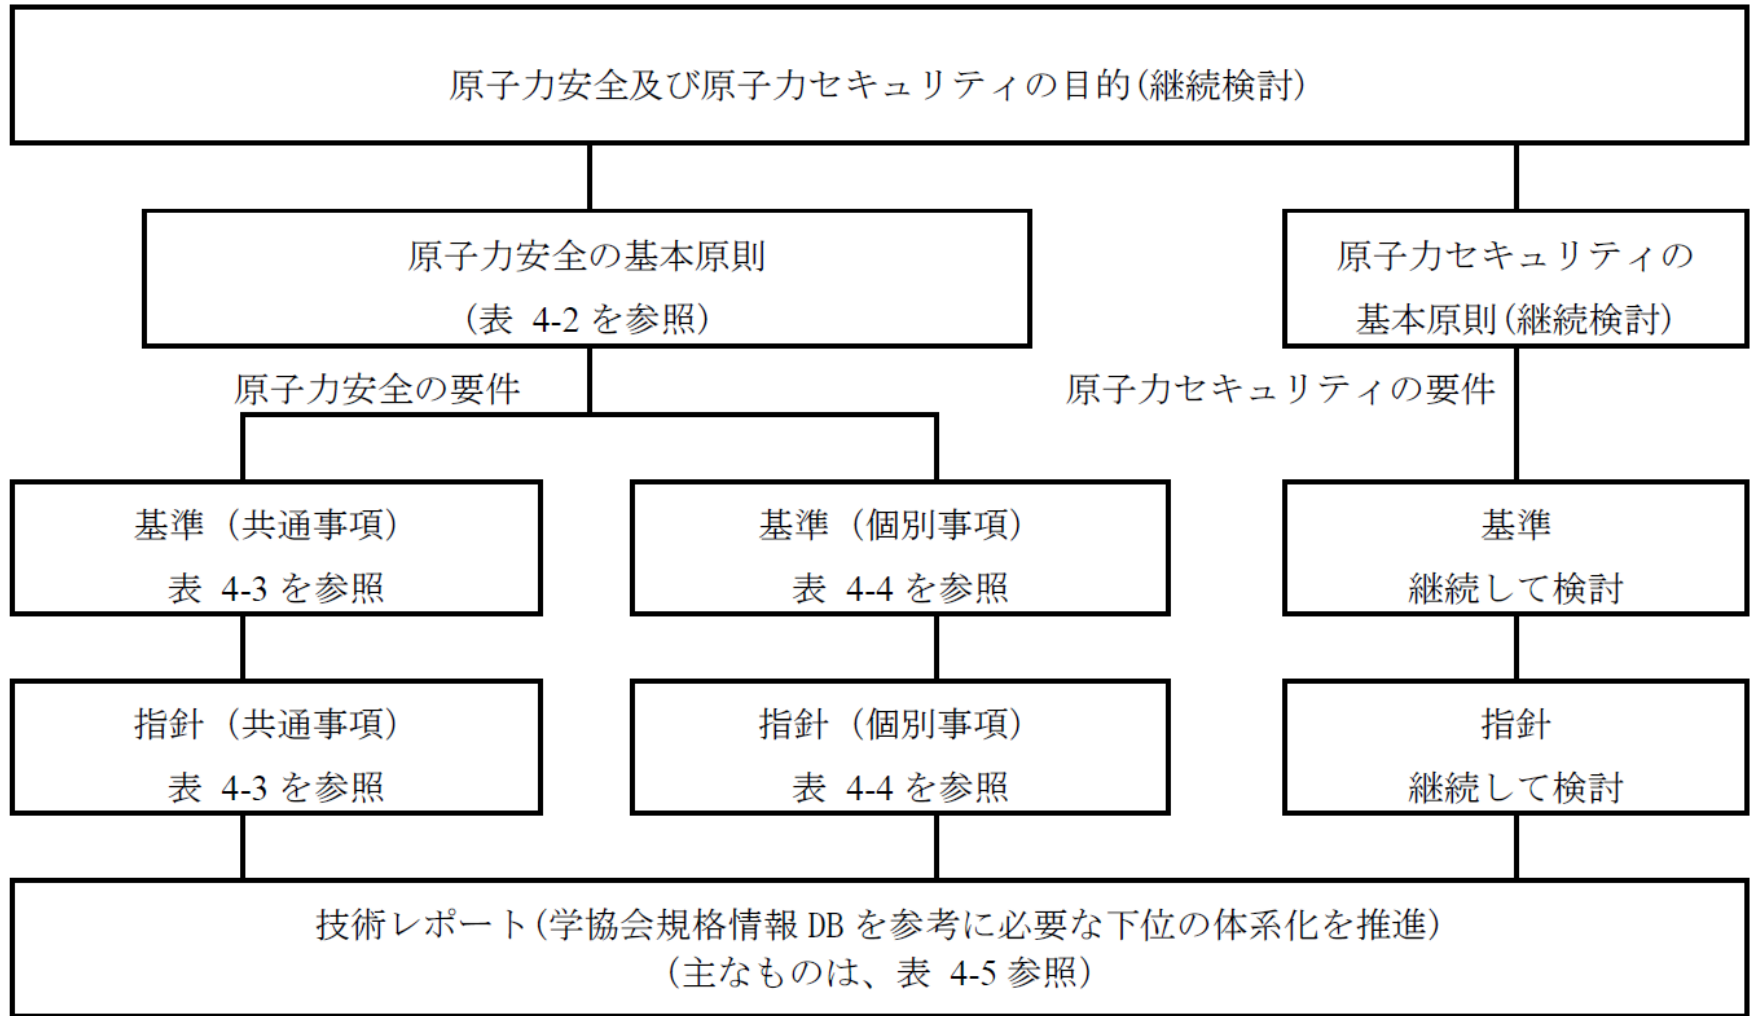 原子力安全及び原子力セキュリティの目的(継続検討)
原子力安全の基本原則
(表 4-2 を参照)
原子力セキュリティの
基本原則(継続検討)
原子力安全の要件
原子力セキュリティの要件
基準（共通事項）
表 4-3 を参照
基準（個別事項）
表 4-4 を参照
基準
継続して検討
指針（共通事項）
表 4-3 を参照
指針（個別事項）
表 4-4 を参照
指針
継続して検討
技術レポート(学協会規格情報 DB を参考に必要な下位の体系化を推進)
(主なものは、表 4-5 参照)